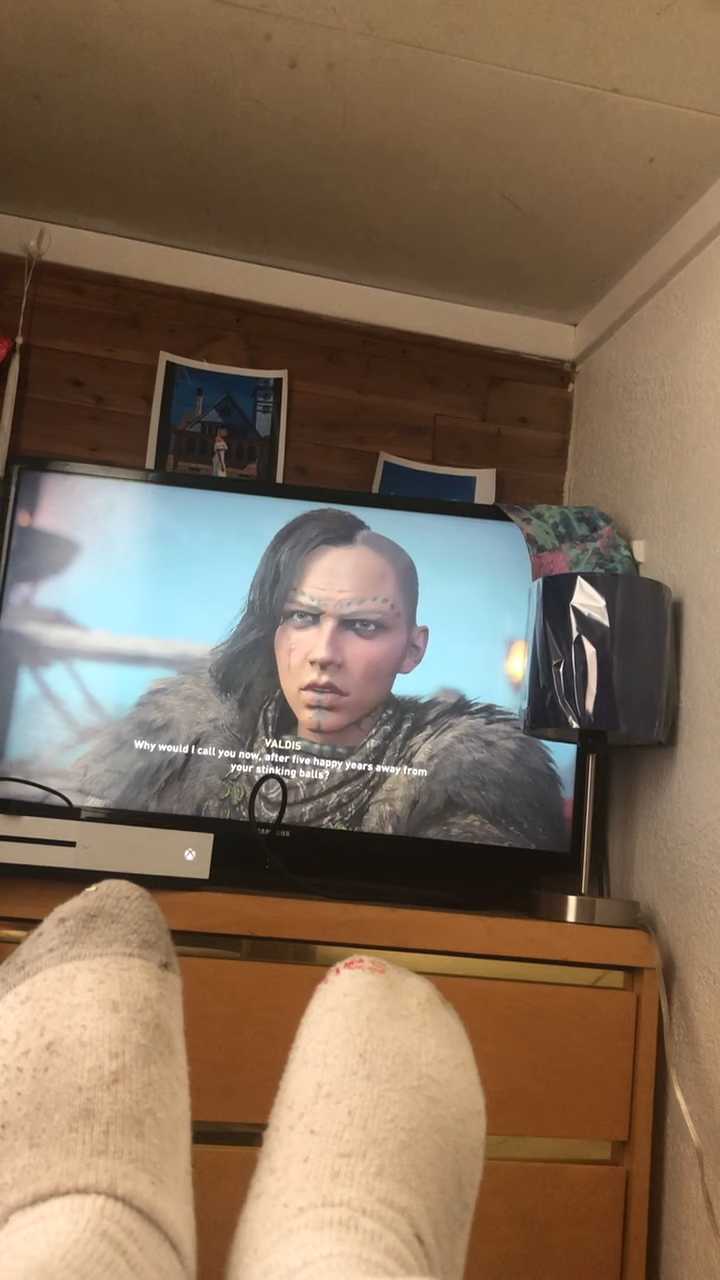 VALDIS
Why would I call you now, after five happy years away from
your stinking balls?